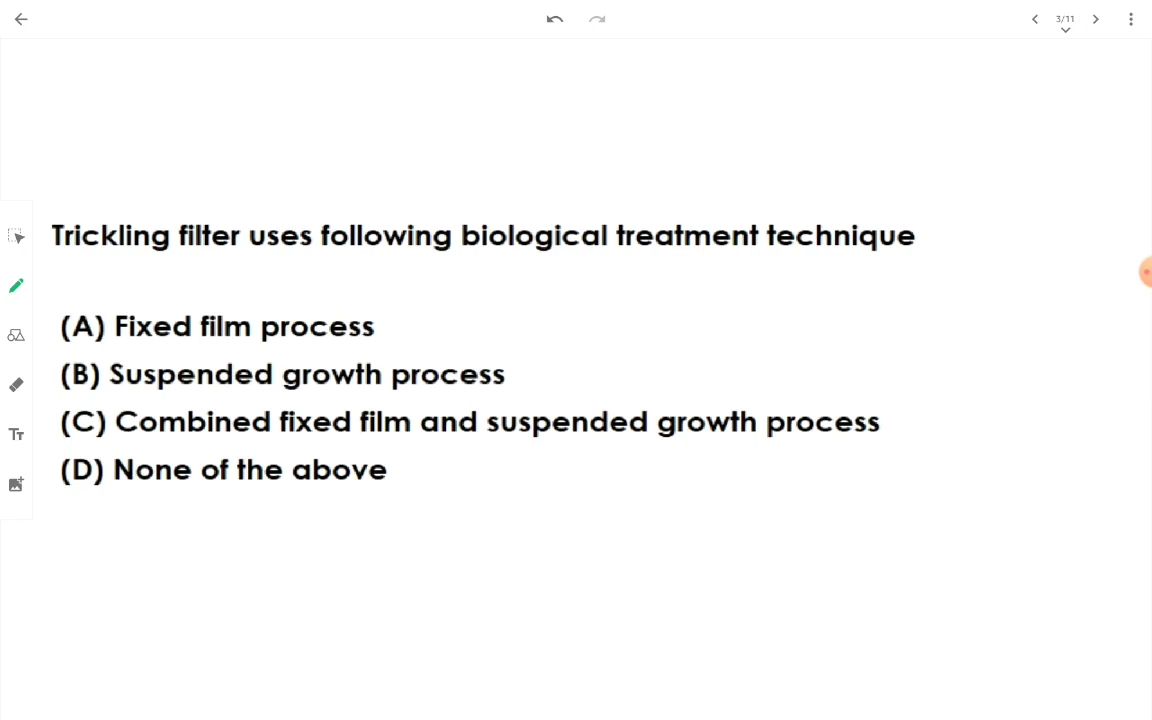 3/11
Trickling filter uses following biological treatment technique
(A) Fixed film process
(B) Suspended growth process
(C) Combined fixed film and suspended growth process
(D) None of the above
Tт